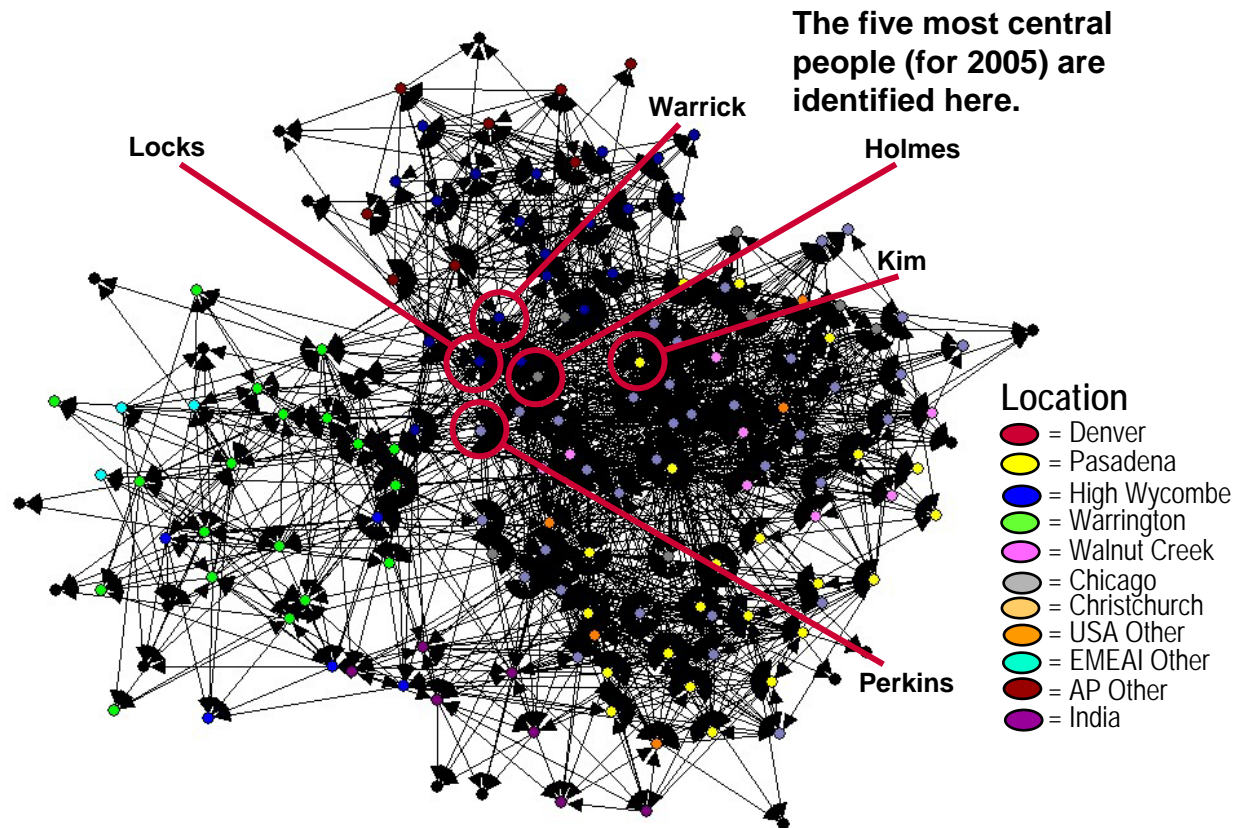 The five most central
people (for 2005) are
identified here.
Warrick
Locks
Holmes
Kim
Perkins
Location
= Denver
= Pasadena
= High Wycombe
= Warrington
= Walnut Creek
= Chicago
= Christchurch
= USA Other
= EMEAI Other
= AP Other
= India